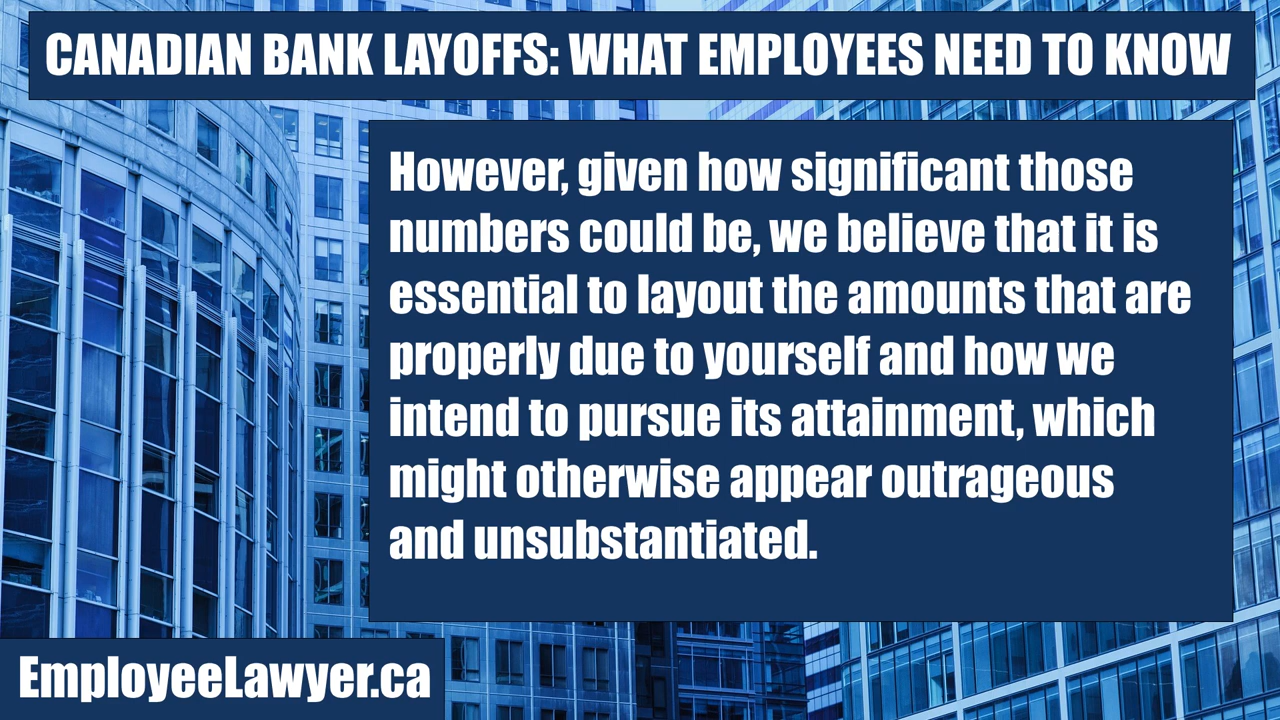 CANADIAN BANK LAYOFFS: WHAT EMPLOYEES NEED TO KNOW
However, given how significant those
numbers could be, we believe that it is
essential to layout the amounts that are
properly due to yourself and how we
intend to pursue its attainment, which
might otherwise appear outrageous
and unsubstantiated.
EmployeeLawyer.ca